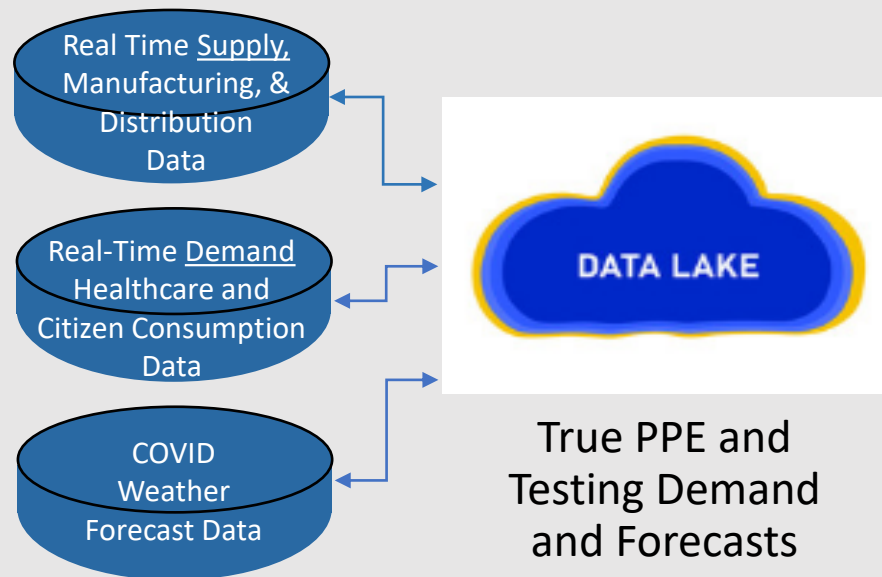 Real Time Supply,
Manufacturing, &
Distribution
Data
Real-Time Demand
Healthcare and
Citizen Consumption
Data
COVID
Weather
Forecast Data
DATA LAKE
True PPE and
Testing Demand
and Forecasts